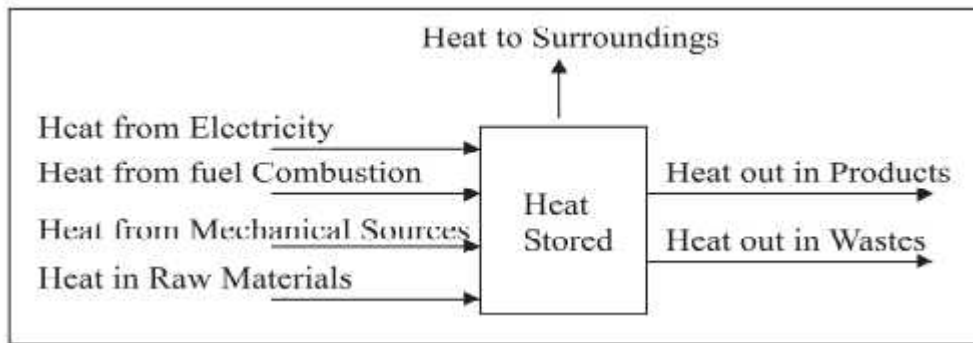 Heat to Surroundings
Heat from Electricity
Heat from fuel Combustion
Heat from Mechanical Sources
Heat in Raw Materials
Heat
Stored
Heat out in Products
Heat out in Wastes